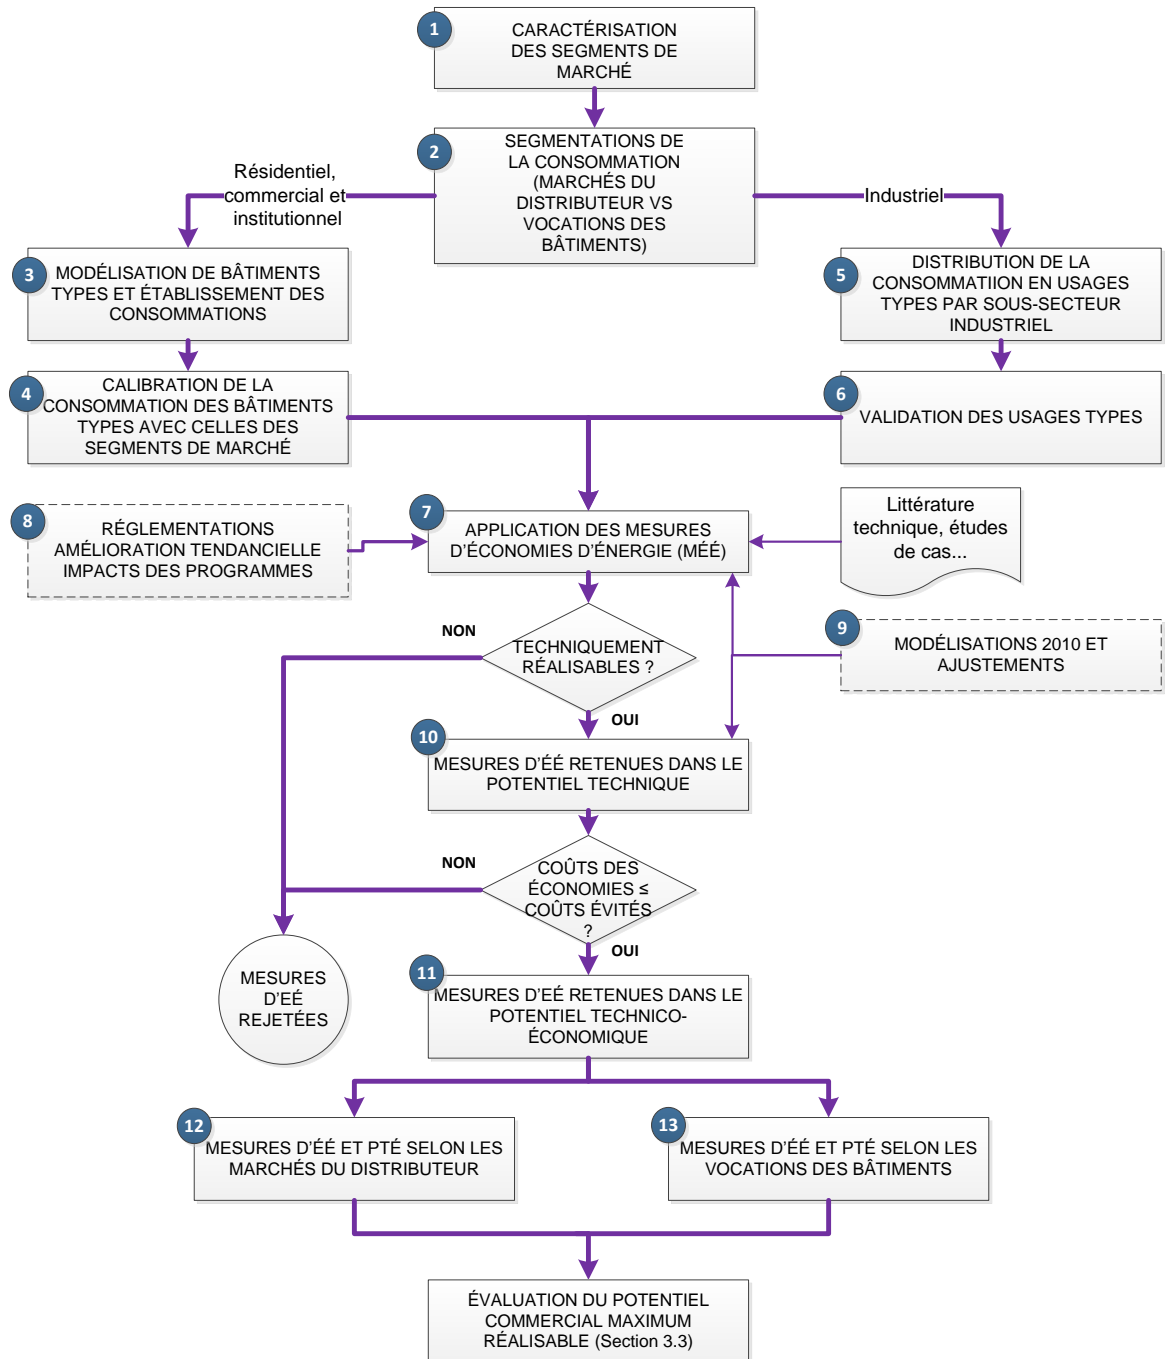 1
CARACTÉRISATION
DES SEGMENTS DE
MARCHÉ
2
SEGMENTATIONS DE
LA CONSOMMATION
(MARCHÉS DU
DISTRIBUTEUR VS
VOCATIONS DES
BÂTIMENTS)
Résidentiel,
commercial et
institutionnel
Industriel
3
MODÉLISATION DE BÂTIMENTS
TYPES ET ÉTABLISSEMENT DES
CONSOMMATIONS
5
DISTRIBUTION DE LA
CONSOMMATIION EN USAGES
TYPES PAR SOUS-SECTEUR
INDUSTRIEL
4
CALIBRATION DE LA
CONSOMMATION DES BÂTIMENTS
TYPES AVEC CELLES DES
SEGMENTS DE MARCHÉ
6
VALIDATION DES USAGES TYPES
8
RÉGLEMENTATIONS
AMÉLIORATION TENDANCIELLE
IMPACTS DES PROGRAMMES
7
APPLICATION DES MESURES
D'ÉCONOMIES D'ÉNERGIE (MÉÉ)
Littérature
technique, études
de cas...
NON
TECHNIQUEMENT
RÉALISABLES ?
9
MODÉLISATIONS 2010 ET
AJUSTEMENTS
OUI
10
MESURES D'ÉÉ RETENUES DANS LE
POTENTIEL TECHNIQUE
NON
COÛTS DES
ÉCONOMIES ≤
COÛTS ÉVITÉS
?
OUI
MESURES
D'EÉ
REJETÉES
11
MESURES D'EÉ RETENUES DANS LE
POTENTIEL TECHNICO-
ÉCONOMIQUE
12
MESURES D'ÉÉ ET PTÉ SELON LES
MARCHÉS DU DISTRIBUTEUR
13
MESURES D'ÉÉ ET PTÉ SELON LES
VOCATIONS DES BÂTIMENTS
ÉVALUATION DU POTENTIEL
COMMERCIAL MAXIMUM
RÉALISABLE (Section 3.3)